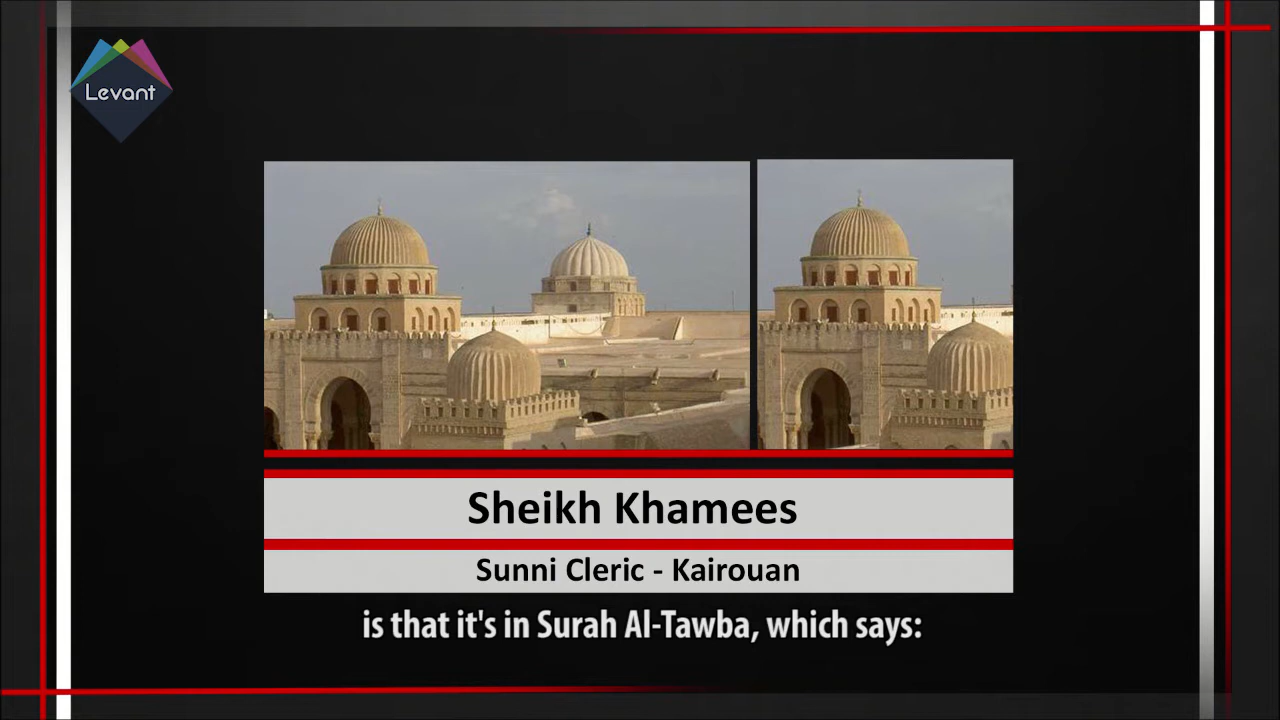 Levant
Sheikh Khamees
Sunni Cleric - Kairouan
is that it's in Surah Al-Tawba, which says: